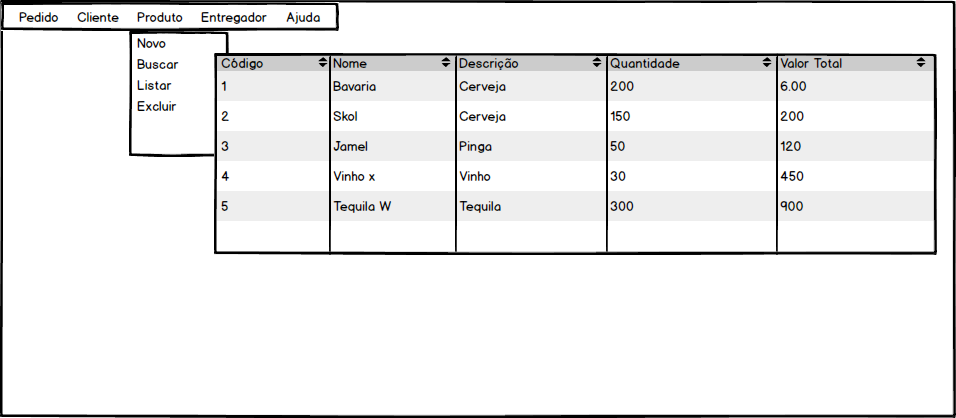 Pedido Cliente Produto Entregador Ajuda
Novo
Buscar
Listar
Excluir
Código Nome Descrição Quantidade Valor Total
1 Bavaria Cerveja 200 6.00
2 Skol Cerveja 150 200
3 Jamel Pinga 50 120
4 Vinho x Vinho 30 450
5 Tequila W Tequila 300 900